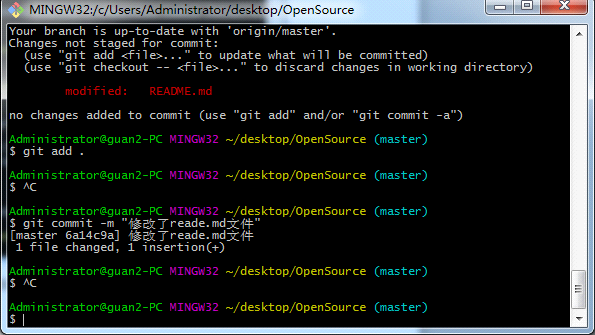 MINGW32:/c/Users/Administrator/desktop/OpenSource
Your branch is up-to-date with 'origin/master'.
Changes not staged for commit:
  (use "git add <file>..." to update what will be committed)
  (use "git checkout -- <file>..." to discard changes in working directory)
        modified:   README.md
no changes added to commit (use "git add" and/or "git commit -a")
Administrator@guan2-PC MINGW32 ~/desktop/OpenSource (master)
$ git add .
Administrator@guan2-PC MINGW32 ~/desktop/OpenSource (master)
$ ^C
Administrator@guan2-PC MINGW32 ~/desktop/OpenSource (master)
$ git commit -m "修改了reade.md文件"
[master 6a14c9a] 修改了reade.md文件
 1 file changed, 1 insertion(+)
Administrator@guan2-PC MINGW32 ~/desktop/OpenSource (master)
$ ^C
Administrator@guan2-PC MINGW32 ~/desktop/OpenSource (master)
$